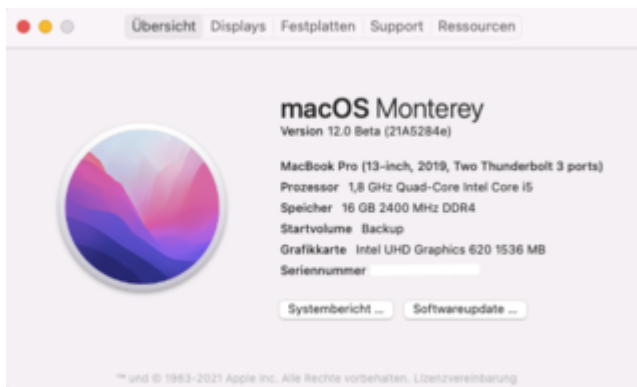 Übersicht Displays Festplatten Support Ressourcen
macOS Monterey
Version 12.0 Beta (21A5284e)
MacBook Pro (13-inch, 2019, Two Thunderbolt 3 ports)
Prozessor 1,8 GHz Quad-Core Intel Core i5
Speicher 16 GB 2400 MHz DDR4
Startvolume Backup
Grafikkarte Intel UHD Graphics 620 1536 MB
Seriennummer
Systembericht ... Softwareupdate ...
™ und © 1983-2021 Apple Inc. Alle Rechte vorbehalten. Lizenzvereinbarung